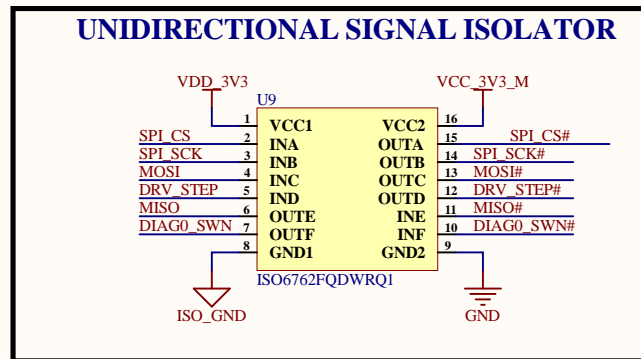 UNIDIRECTIONAL SIGNAL ISOLATOR
VDD_3V3 VCC_3V3_M
U9
1 VCC1 VCC2 16
SPI_CS 2 INA OUTA 15 SPI_CS#
SPI_SCK 3 INB OUTB 14 SPI_SCK#
MOSI 4 INC OUTC 13 MOSI#
DRV_STEP 5 IND OUTD 12 DRV_STEP#
MISO 6 OUTE INE 11 MISO#
DIAG0_SWN 7 OUTF INF 10 DIAG0_SWN#
8 GND1 GND2 9
ISO6762FQDWRQ1
ISO_GND GND